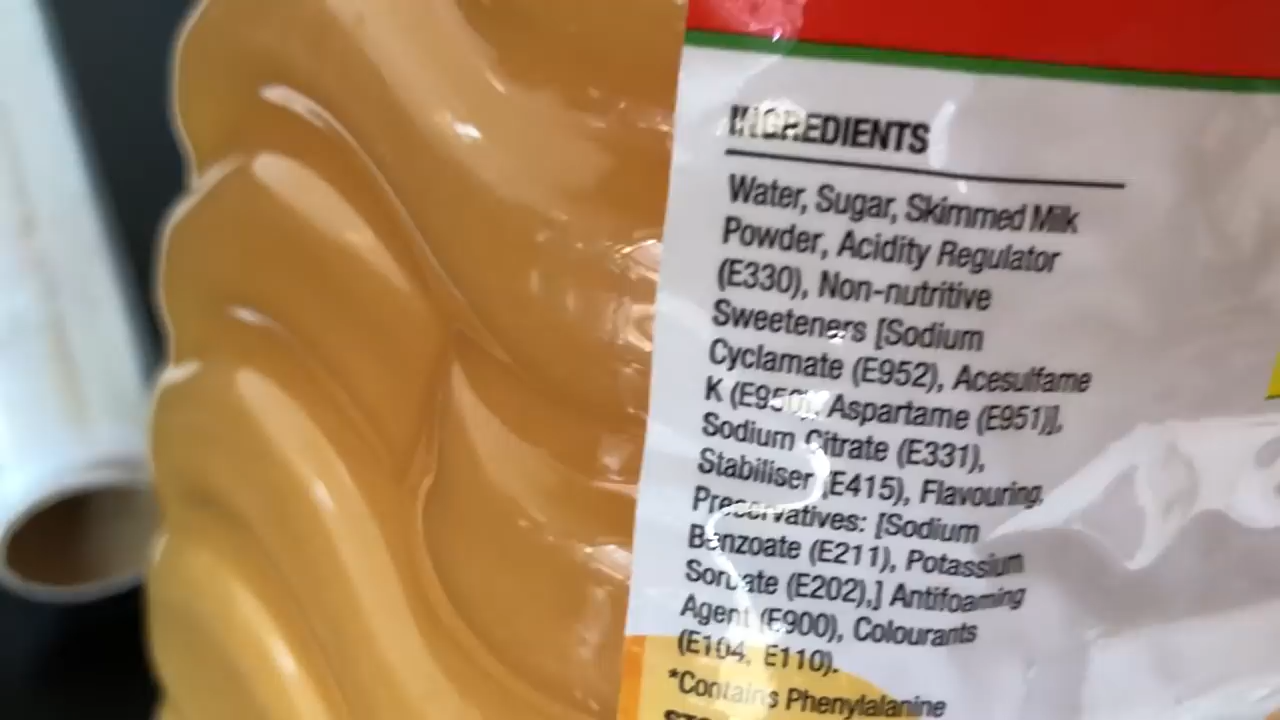 INGREDIENTS
Water, Sugar, Skimmed Milk
Powder, Acidity Regulator
(E330), Non-nutritive
Sweeteners [Sodium
Cyclamate (E952), Acesulfame
K (E950), Aspartame (E951)],
Sodium Citrate (E331),
Stabiliser (E415), Flavouring,
Preservatives: [Sodium
Benzoate (E211), Potassium
Sorbate (E202),] Antifoaming
Agent (E900), Colourants
(E104, E110).
*Contains Phenylalanine